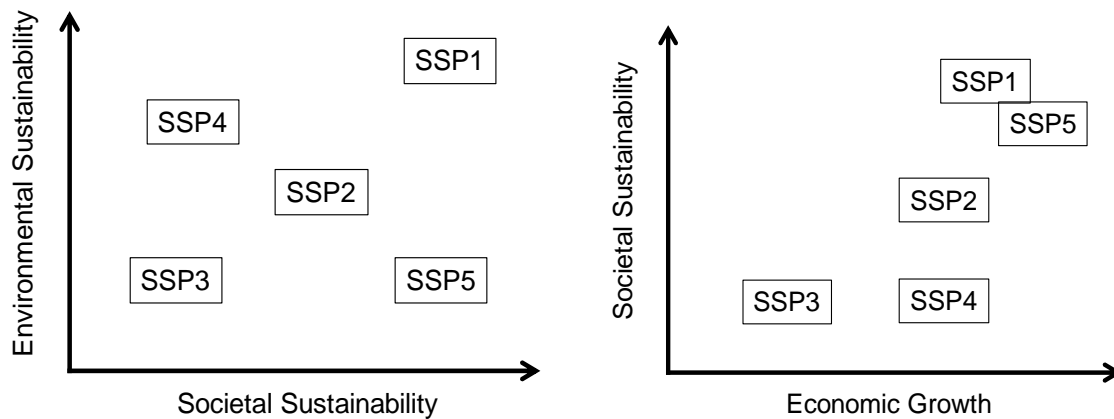 Environmental Sustainability
SSP1
SSP4
SSP2
SSP3
SSP5
Societal Sustainability
Societal Sustainability
SSP1
SSP5
SSP2
SSP3
SSP4
Economic Growth